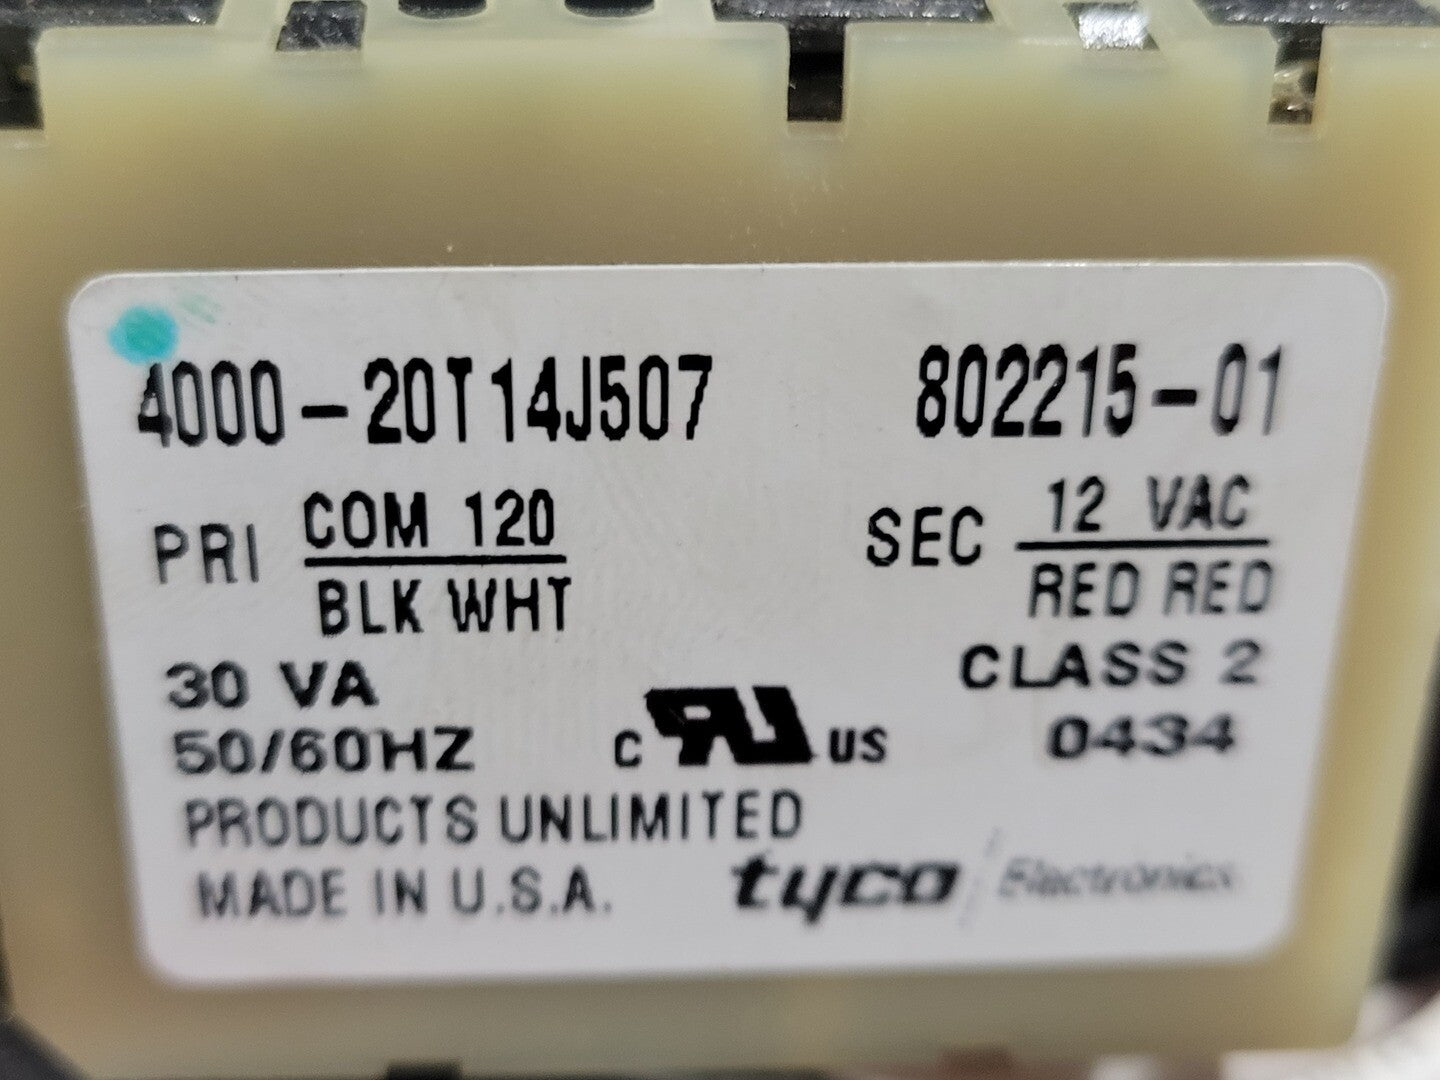 4000-20T14J507 802215-01
PRI COM 120 SEC 12 VAC
BLK WHT RED RED
30 VA CLASS 2
50/60HZ c RU US 0434
PRODUCTS UNLIMITED
MADE IN U.S.A. tyco / Electronics